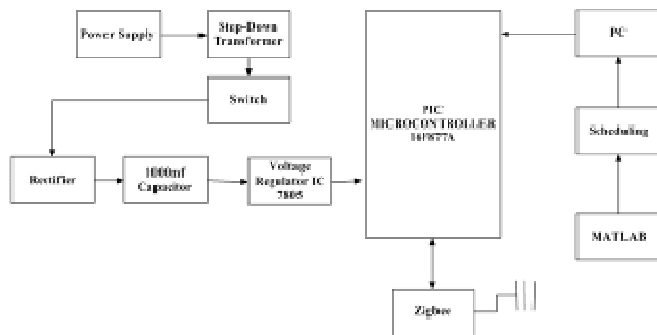 Power Supply
Step-Down
Transformer
Switch
Rectifier
1000mf
Capacitor
Voltage
Regulator IC
7805
PIC
MICROCONTROLLER
16F877A
Zigbee
PC
Scheduling
MATLAB